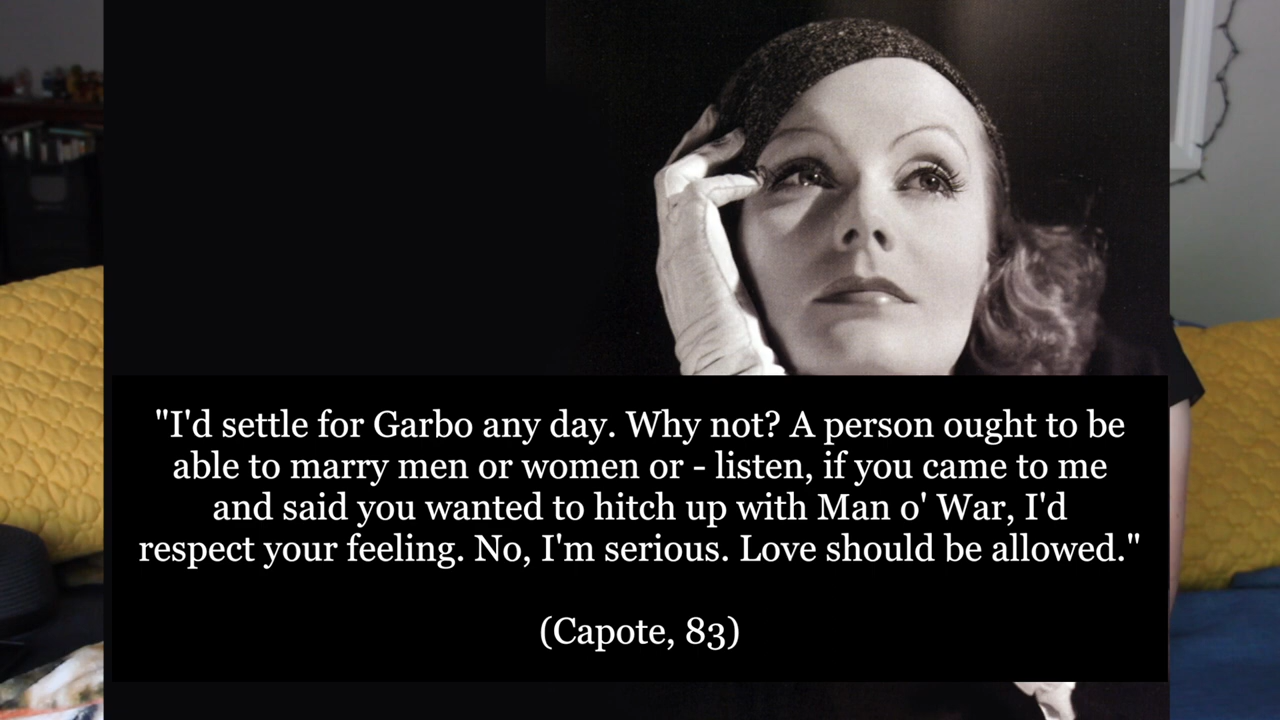 "I'd settle for Garbo any day. Why not? A person ought to be
able to marry men or women or - listen, if you came to me
and said you wanted to hitch up with Man o' War, I'd
respect your feeling. No, I'm serious. Love should be allowed."
(Capote, 83)